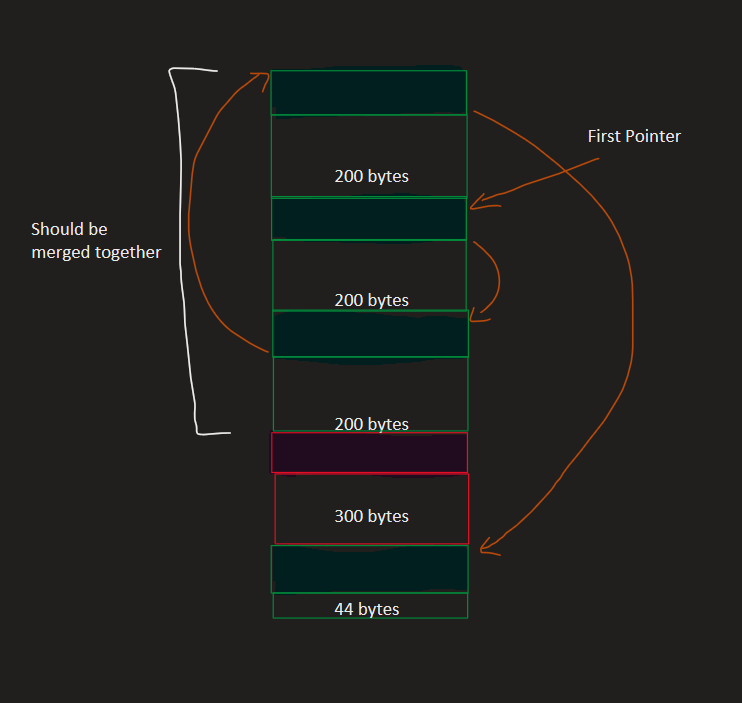 First Pointer
200 bytes
Should be
merged together
200 bytes
200 bytes
300 bytes
44 bytes